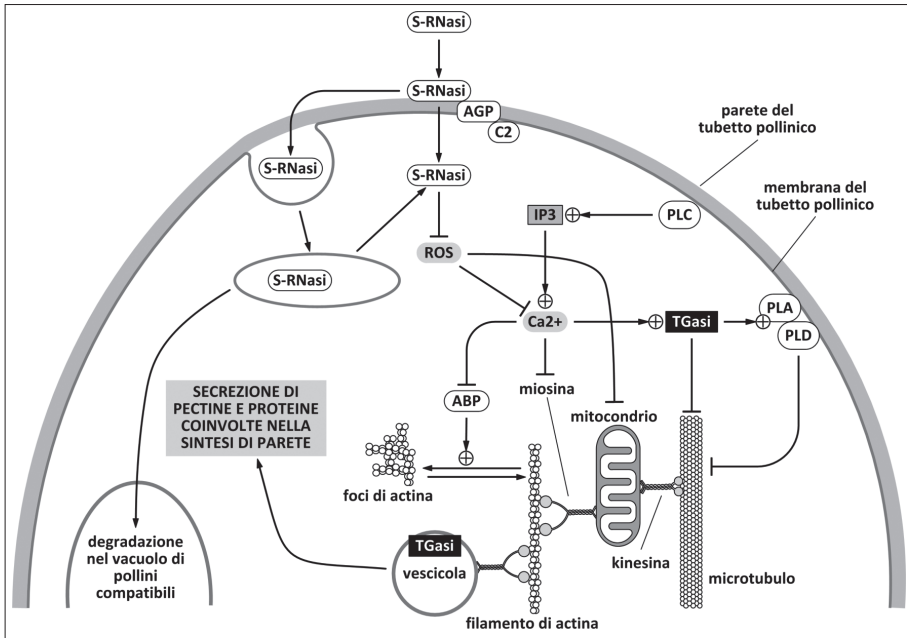 S-RNasi
S-RNasi
AGP
C2
parete del
tubetto pollinico
S-RNasi
S-RNasi
membrana del
tubetto pollinico
IP3
PLC
ROS
S-RNasi
PLA
Ca2+
TGasi
PLD
SECREZIONE DI
PECTINE E PROTEINE
COINVOLTE NELLA
SINTESI DI PARETE
ABP
miosina
mitocondrio
foci di actina
degradazione
nel vacuolo di
pollini
compatibili
TGasi
vescicola
kinesina
microtubulo
filamento di actina